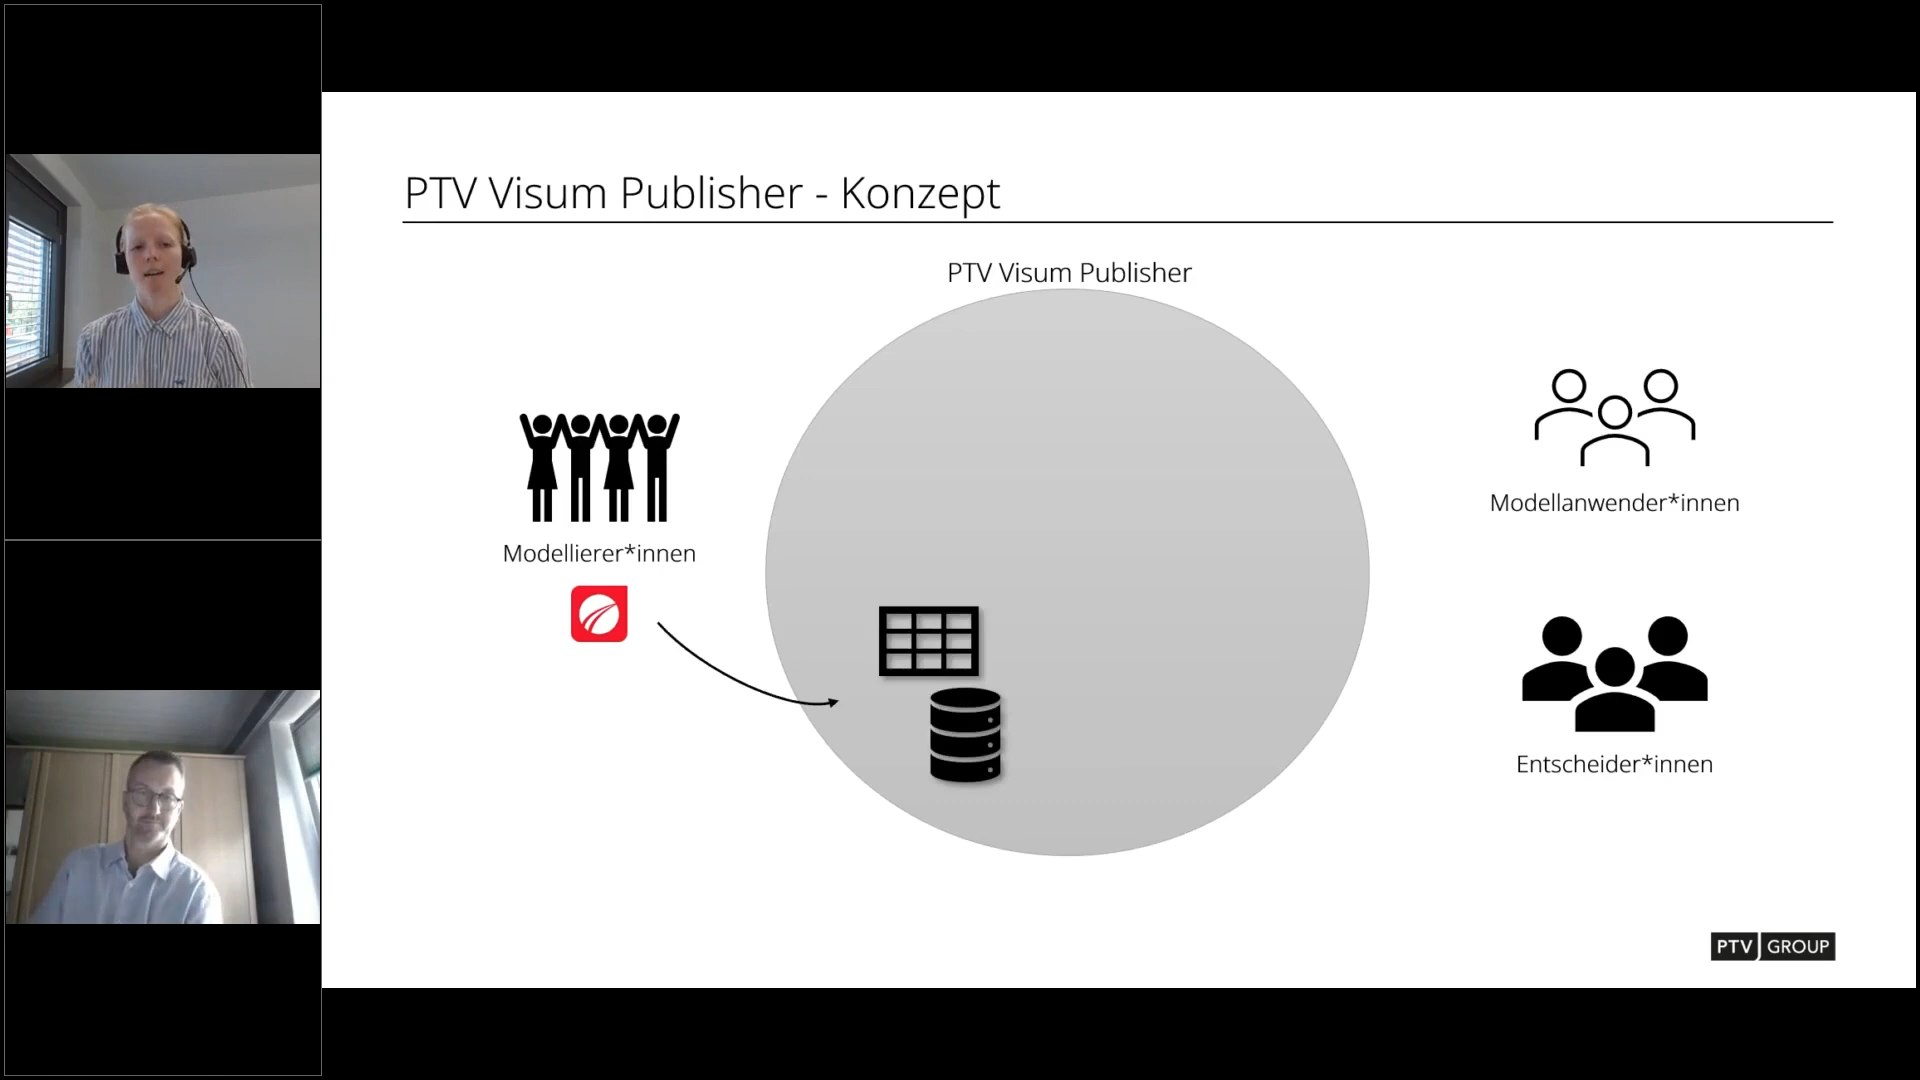 PTV Visum Publisher - Konzept
PTV Visum Publisher
Modellierer*innen
Modellanwender*innen
Entscheider*innen
PTV GROUP